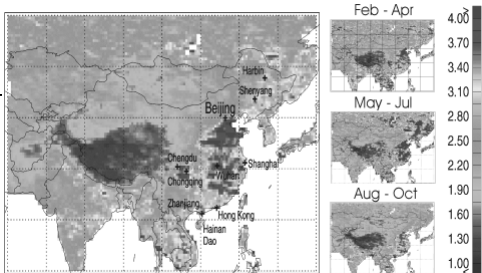 Harbin
Shenyang
Beijing
Chengdu
Chongqing
Wuhan
Shanghai
Zhanjiang
Hong Kong
Hainan
Dao
Feb - Apr
May - Jul
Aug - Oct
>
4.00
3.70
3.40
3.10
2.80
2.50
2.20
1.90
1.60
1.30
1.00